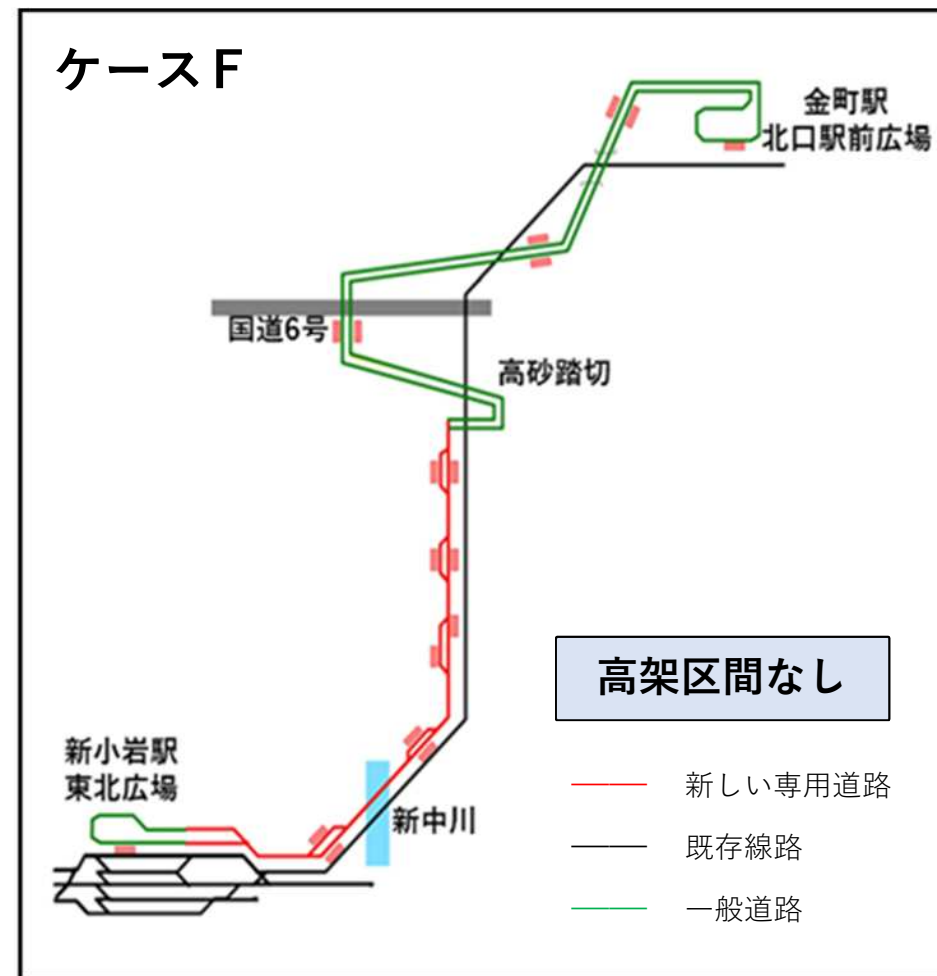 ケースF
金町駅
北口駅前広場
国道6号
高砂踏切
高架区間なし
新小岩駅
東北広場
新中川
新しい専用道路
既存線路
一般道路